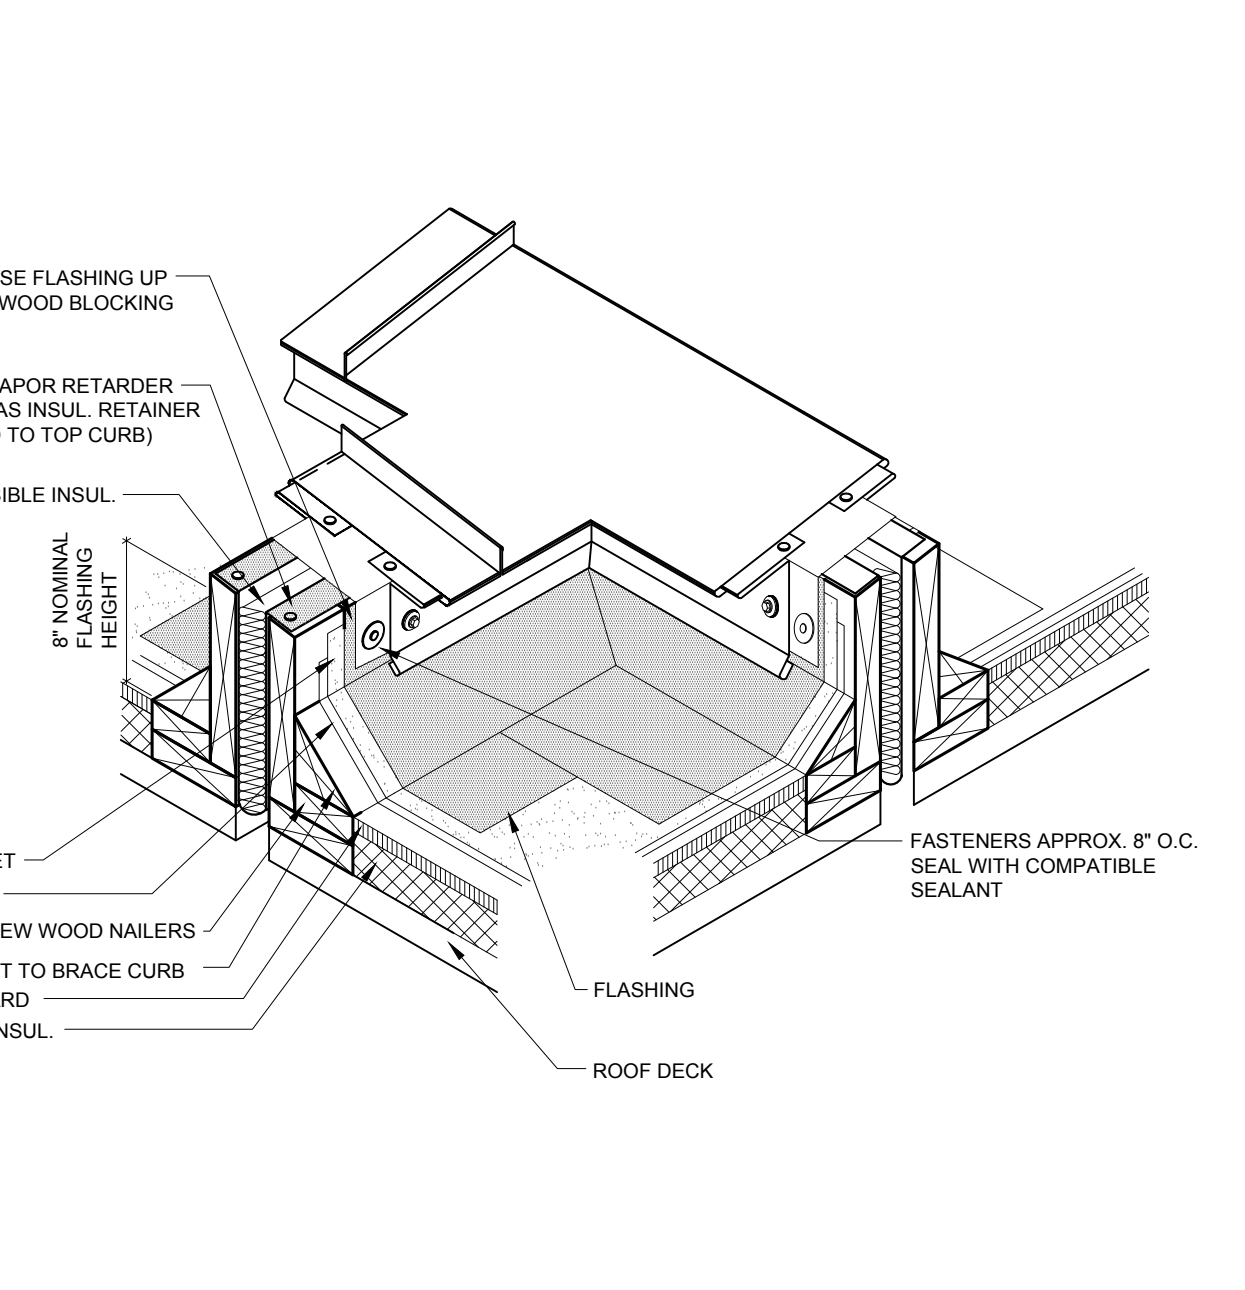 SE FLASHING UP
WOOD BLOCKING
APOR RETARDER
AS INSUL. RETAINER
TO TOP CURB)
IBLE INSUL.
8" NOMINAL
FLASHING
HEIGHT
ET
EW WOOD NAILERS
T TO BRACE CURB
RD
NSUL.
FASTENERS APPROX. 8" O.C.
SEAL WITH COMPATIBLE
SEALANT
FLASHING
ROOF DECK